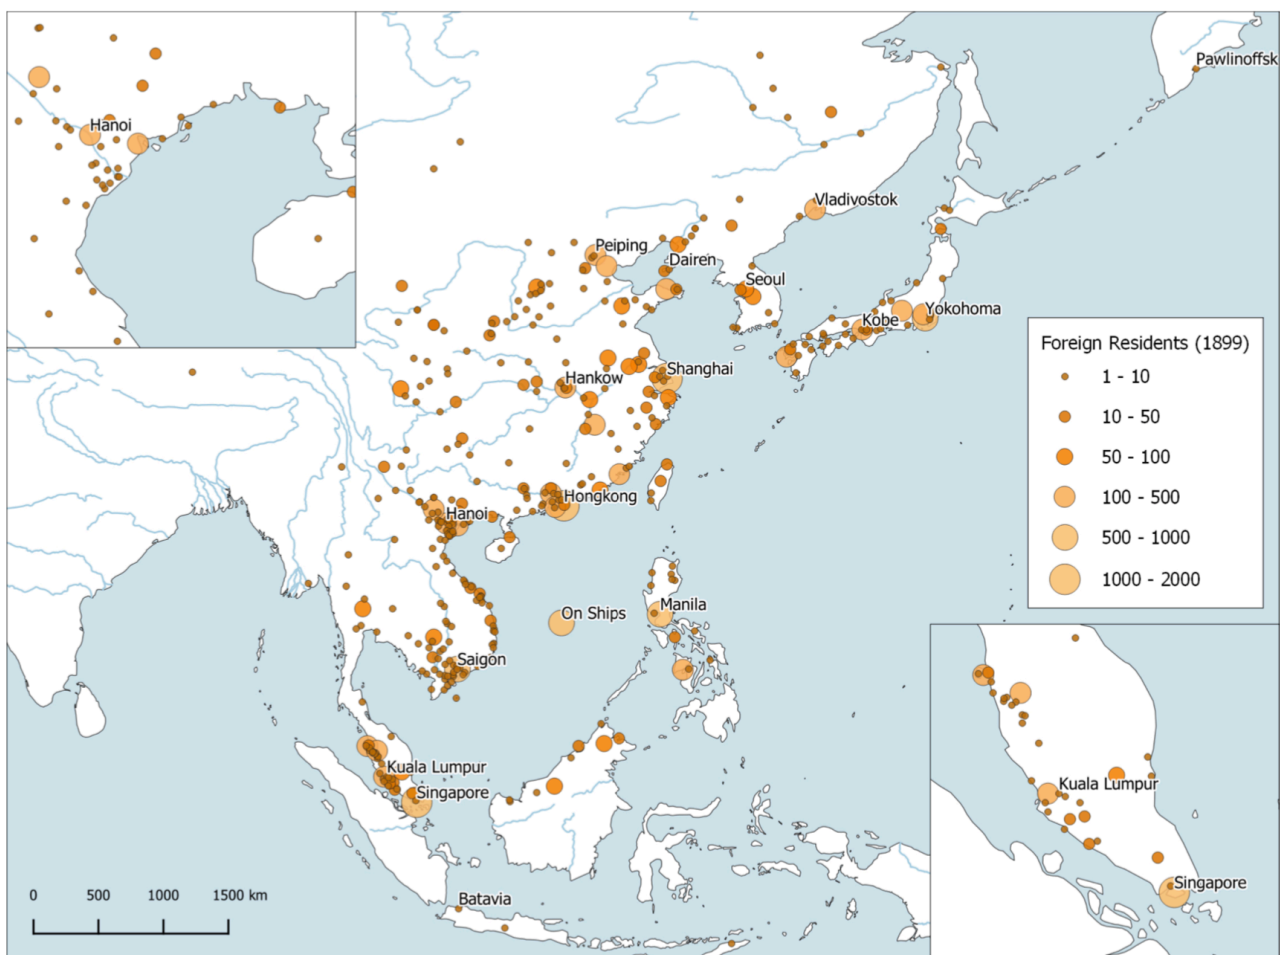 Pawlinoffsk
Hanoi
Vladivostok
Peiping
Dairen
Seoul
Yokohoma
Kobe
Foreign Residents (1899)
1 - 10
10 - 50
50 - 100
100 - 500
500 - 1000
1000 - 2000
Shanghai
Hankow
Hongkong
Hanoi
On Ships
Manila
Saigon
Kuala Lumpur
Singapore
Kuala Lumpur
Singapore
Batavia
0 500 1000 1500 km